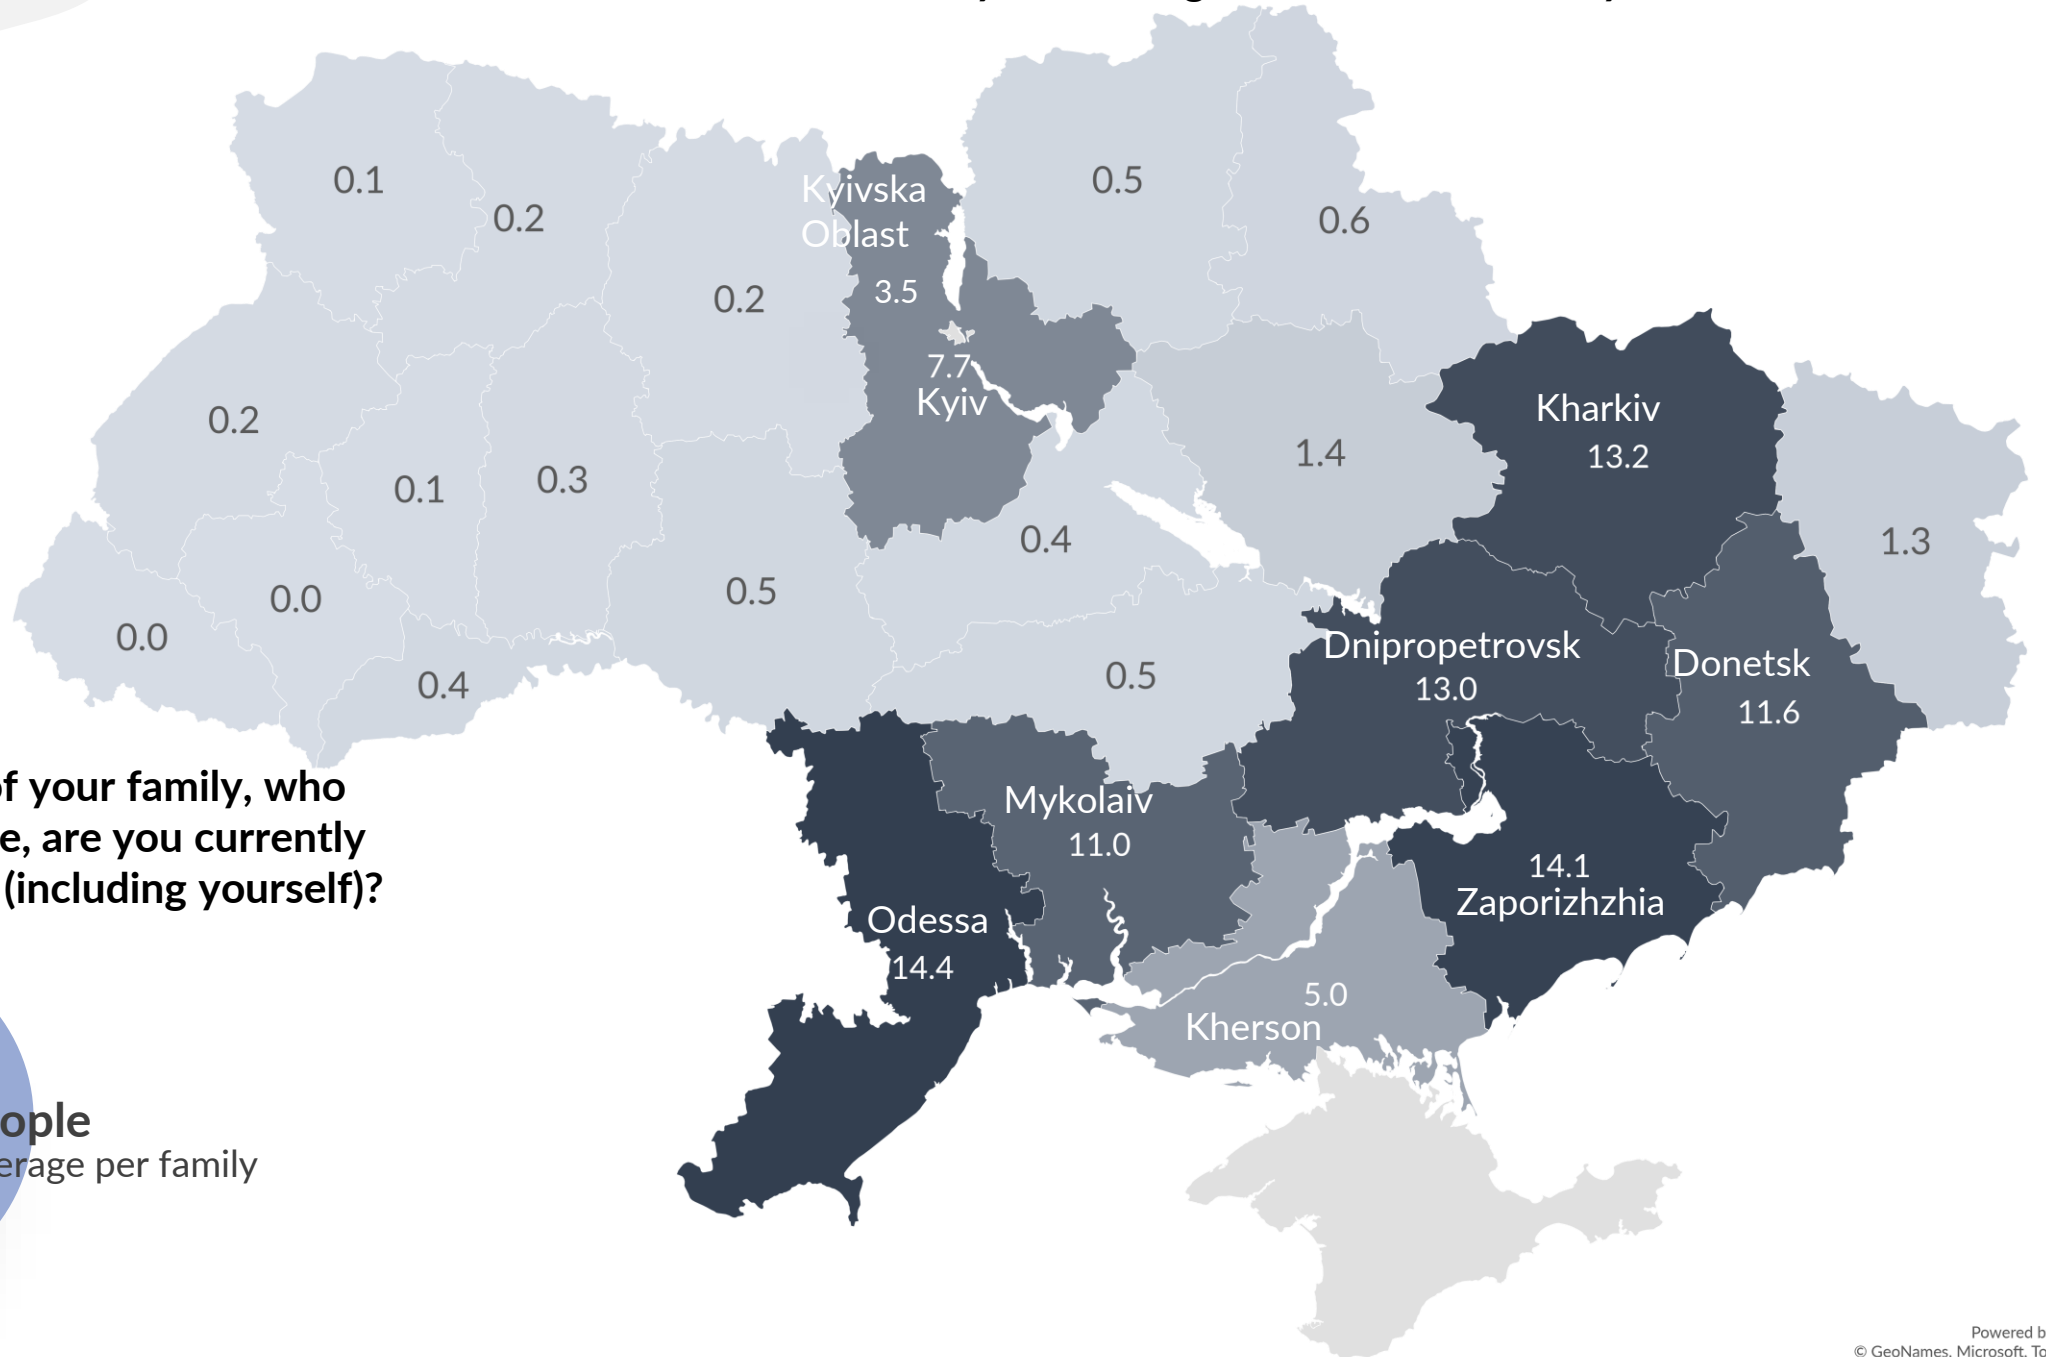 0.1
0.2
0.2
Kyivska
Oblast
3.5
7.7
Kyiv
0.5
0.6
0.2
0.1
0.3
0.4
1.4
Kharkiv
13.2
1.3
0.0
0.0
0.4
0.5
0.5
Dnipropetrovsk
13.0
Donetsk
11.6
of your family, who
e, are you currently
(including yourself)?
Mykolaiv
11.0
14.1
Zaporizhzhia
Odessa
14.4
5.0
Kherson
ople
erage per family
Powered b
© GeoNames, Microsoft, To